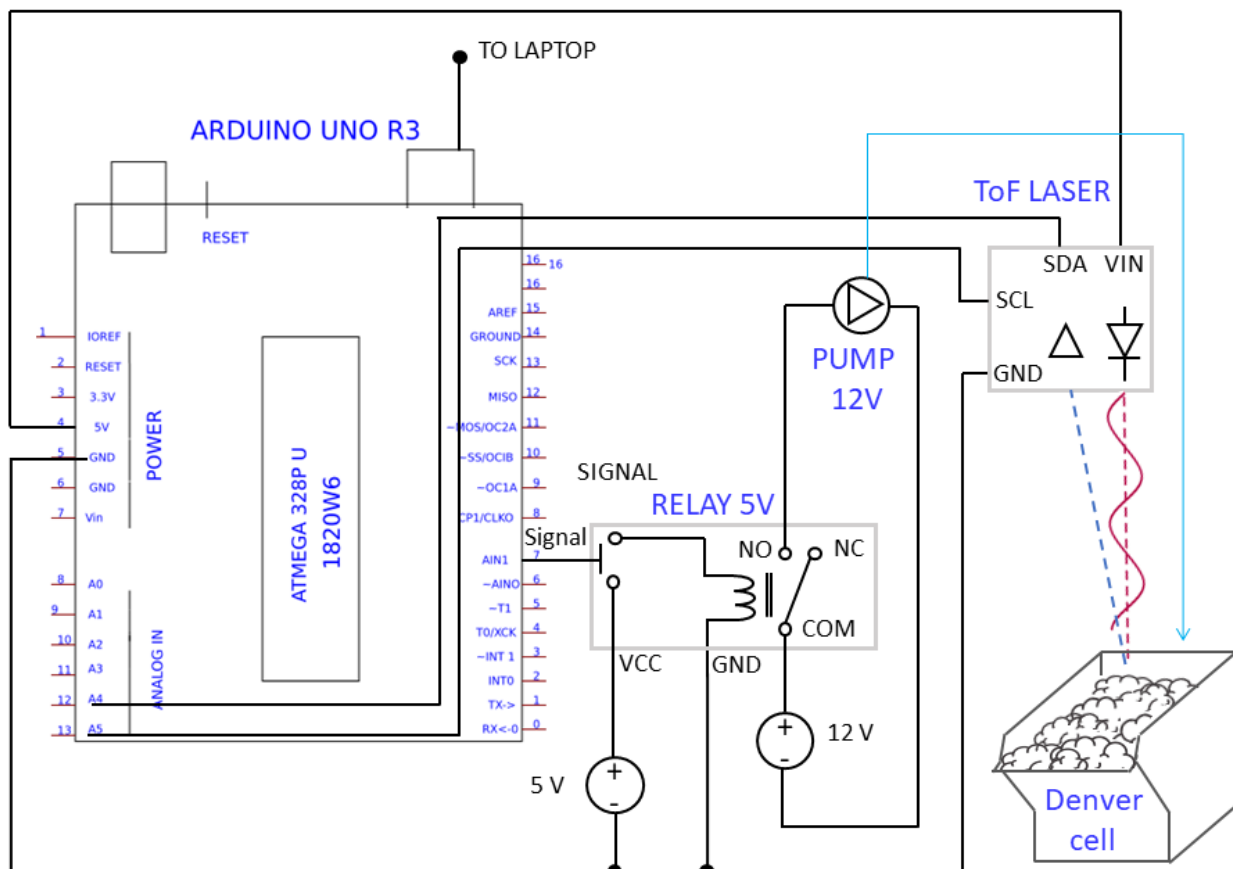 TO LAPTOP
ARDUINO UNO R3
ToF LASER
RESET
SDA VIN
SCL
GND
16 16
16
AREF 15
GROUND 14
SCK 13
MISO 12
~MOS/OC2A 11
~SS/OCIB 10
~OC1A 9
CP1/CLKO 8
AIN1 7
~AINO 6
~T1 5
T0/XCK 4
~INT 1 3
INT0 2
TX-> 1
RX<-0 0
1 IOREF
2 RESET
3 3.3V
4 5V
5 GND
6 GND
7 Vin
POWER
8 A0
9 A1
10 A2
11 A3
12 A4
13 A5
ANALOG IN
ATMEGA 328P U
1820W6
PUMP
12V
SIGNAL
RELAY 5V
Signal
NO
NC
COM
VCC
GND
+
-
5 V
+
-
12 V
Denver
cell